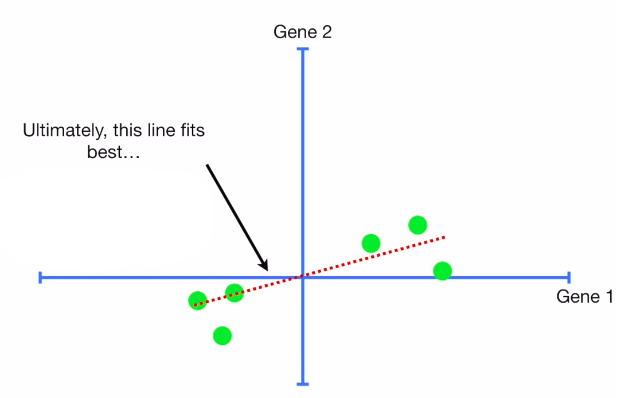 Gene 2
Ultimately, this line fits
best…
Gene 1